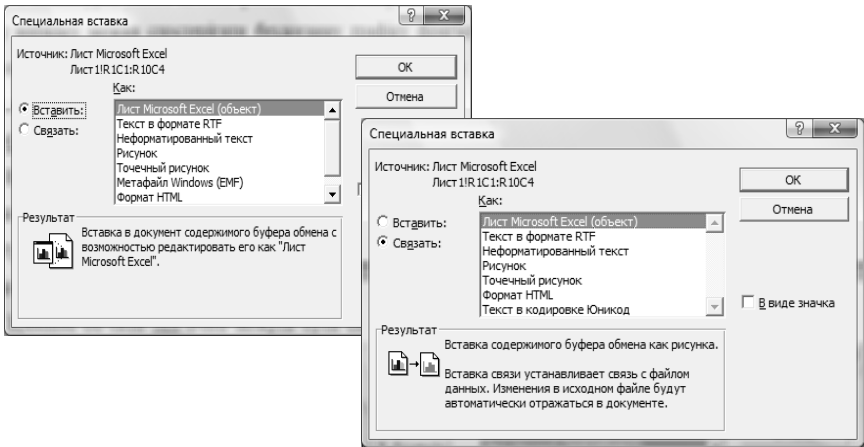 Специальная вставка
Источник: Лист Microsoft Excel
Лист1!R1C1:R10C4
Как:
Вставить:
Связать:
Лист Microsoft Excel (объект)
Текст в формате RTF
Неформатированный текст
Рисунок
Точечный рисунок
Метафайл Windows (EMF)
Формат HTML
ОК
Отмена
Результат
Вставка в документ содержимого буфера обмена с
возможностью редактировать его как "Лист
Microsoft Excel".
Специальная вставка
Источник: Лист Microsoft Excel
Лист1!R1C1:R10C4
Как:
Вставить:
Связать:
Лист Microsoft Excel (объект)
Текст в формате RTF
Неформатированный текст
Рисунок
Точечный рисунок
Формат HTML
Текст в кодировке Юникод
ОК
Отмена
В виде значка
Результат
Вставка содержимого буфера обмена как рисунка.
Вставка связи устанавливает связь с файлом
данных. Изменения в исходном файле будут
автоматически отражаться в документе.